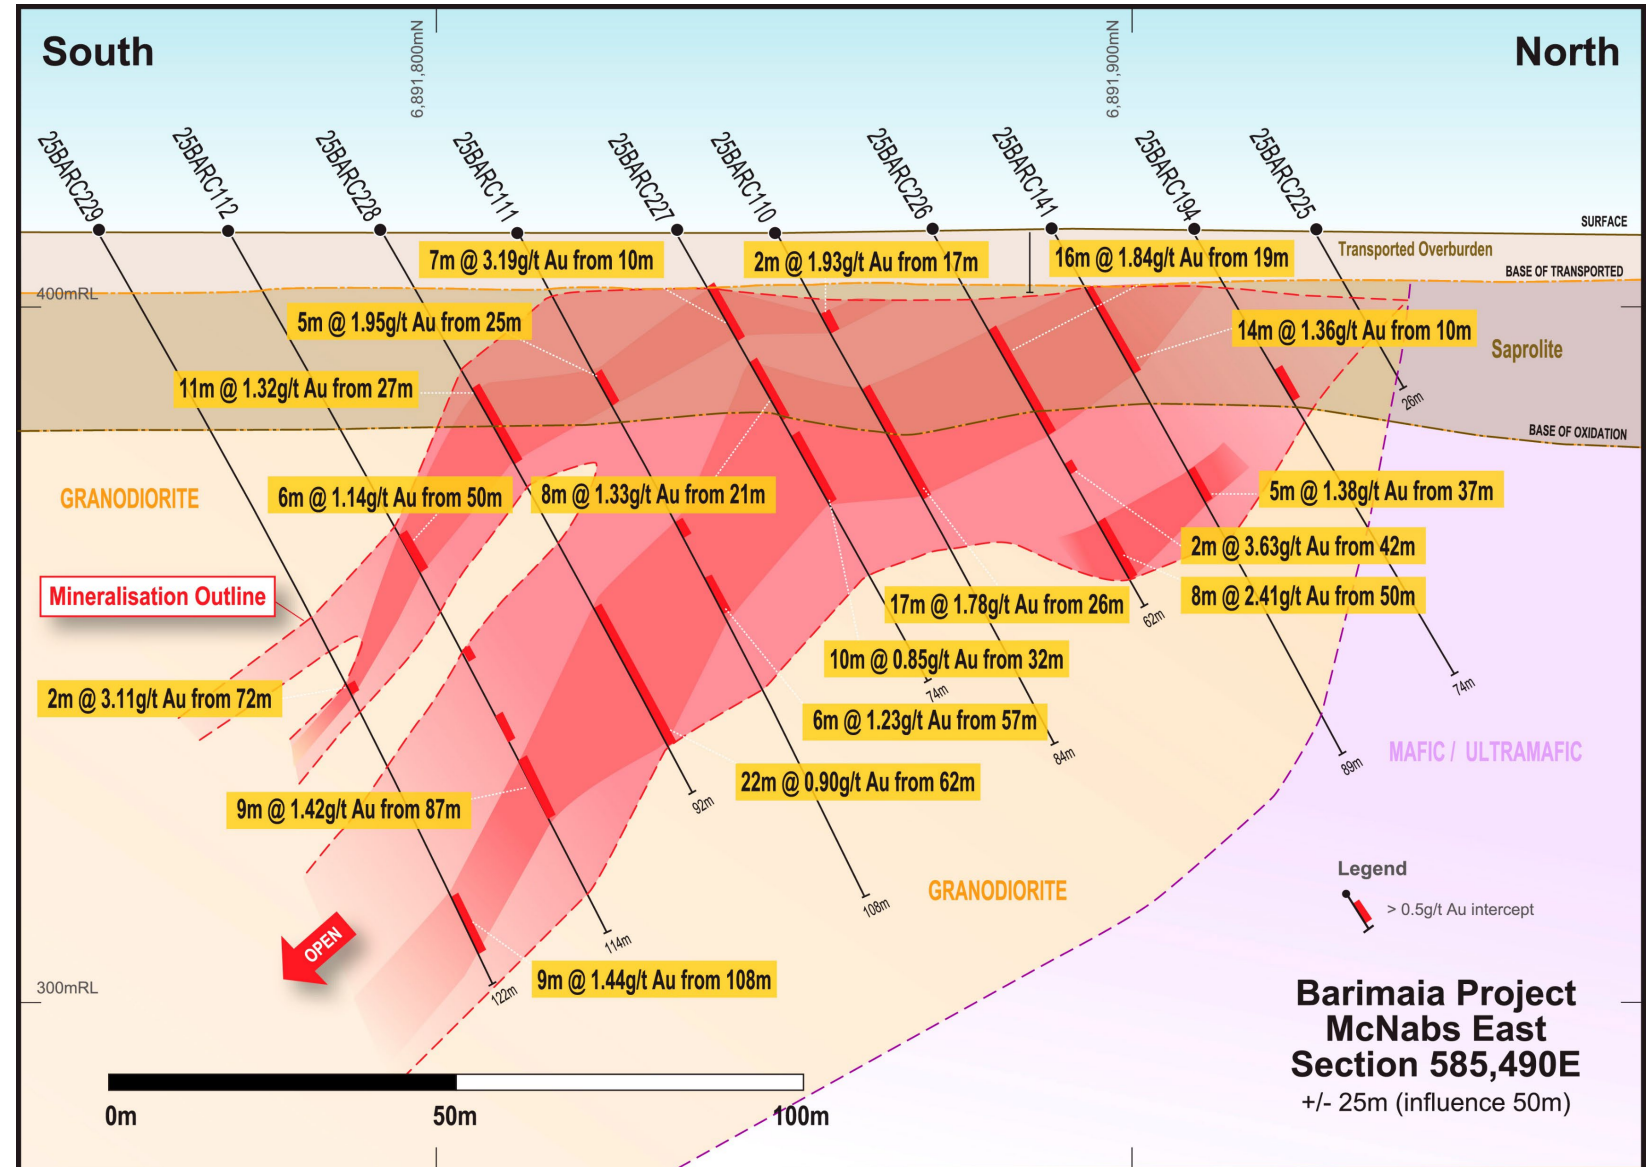 South
6,891,800mN
6,891,900mN
North
25BARC229
25BARC112
25BARC228
25BARC111
25BARC227
25BARC110
25BARC226
25BARC141
25BARC194
25BARC225
SURFACE
Transported Overburden
BASE OF TRANSPORTED
400mRL
7m @ 3.19g/t Au from 10m
2m @ 1.93g/t Au from 17m
16m @ 1.84g/t Au from 19m
5m @ 1.95g/t Au from 25m
14m @ 1.36g/t Au from 10m
Saprolite
11m @ 1.32g/t Au from 27m
26m
BASE OF OXIDATION
GRANODIORITE
6m @ 1.14g/t Au from 50m
8m @ 1.33g/t Au from 21m
5m @ 1.38g/t Au from 37m
2m @ 3.63g/t Au from 42m
Mineralisation Outline
17m @ 1.78g/t Au from 26m
8m @ 2.41g/t Au from 50m
62m
10m @ 0.85g/t Au from 32m
74m
74m
2m @ 3.11g/t Au from 72m
6m @ 1.23g/t Au from 57m
84m
89m
MAFIC / ULTRAMAFIC
22m @ 0.90g/t Au from 62m
92m
9m @ 1.42g/t Au from 87m
GRANODIORITE
108m
Legend
> 0.5g/t Au intercept
OPEN
114m
9m @ 1.44g/t Au from 108m
122m
300mRL
Barimaia Project
McNabs East
Section 585,490E
+/- 25m (influence 50m)
0m
50m
100m